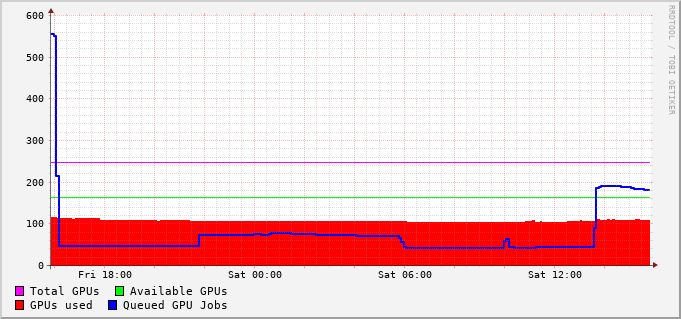 RRDTOOL / TOBI OETIKER
600
500
400
300
200
100
0
Fri 18:00 Sat 00:00 Sat 06:00 Sat 12:00
Total GPUs Available GPUs
GPUs used Queued GPU Jobs